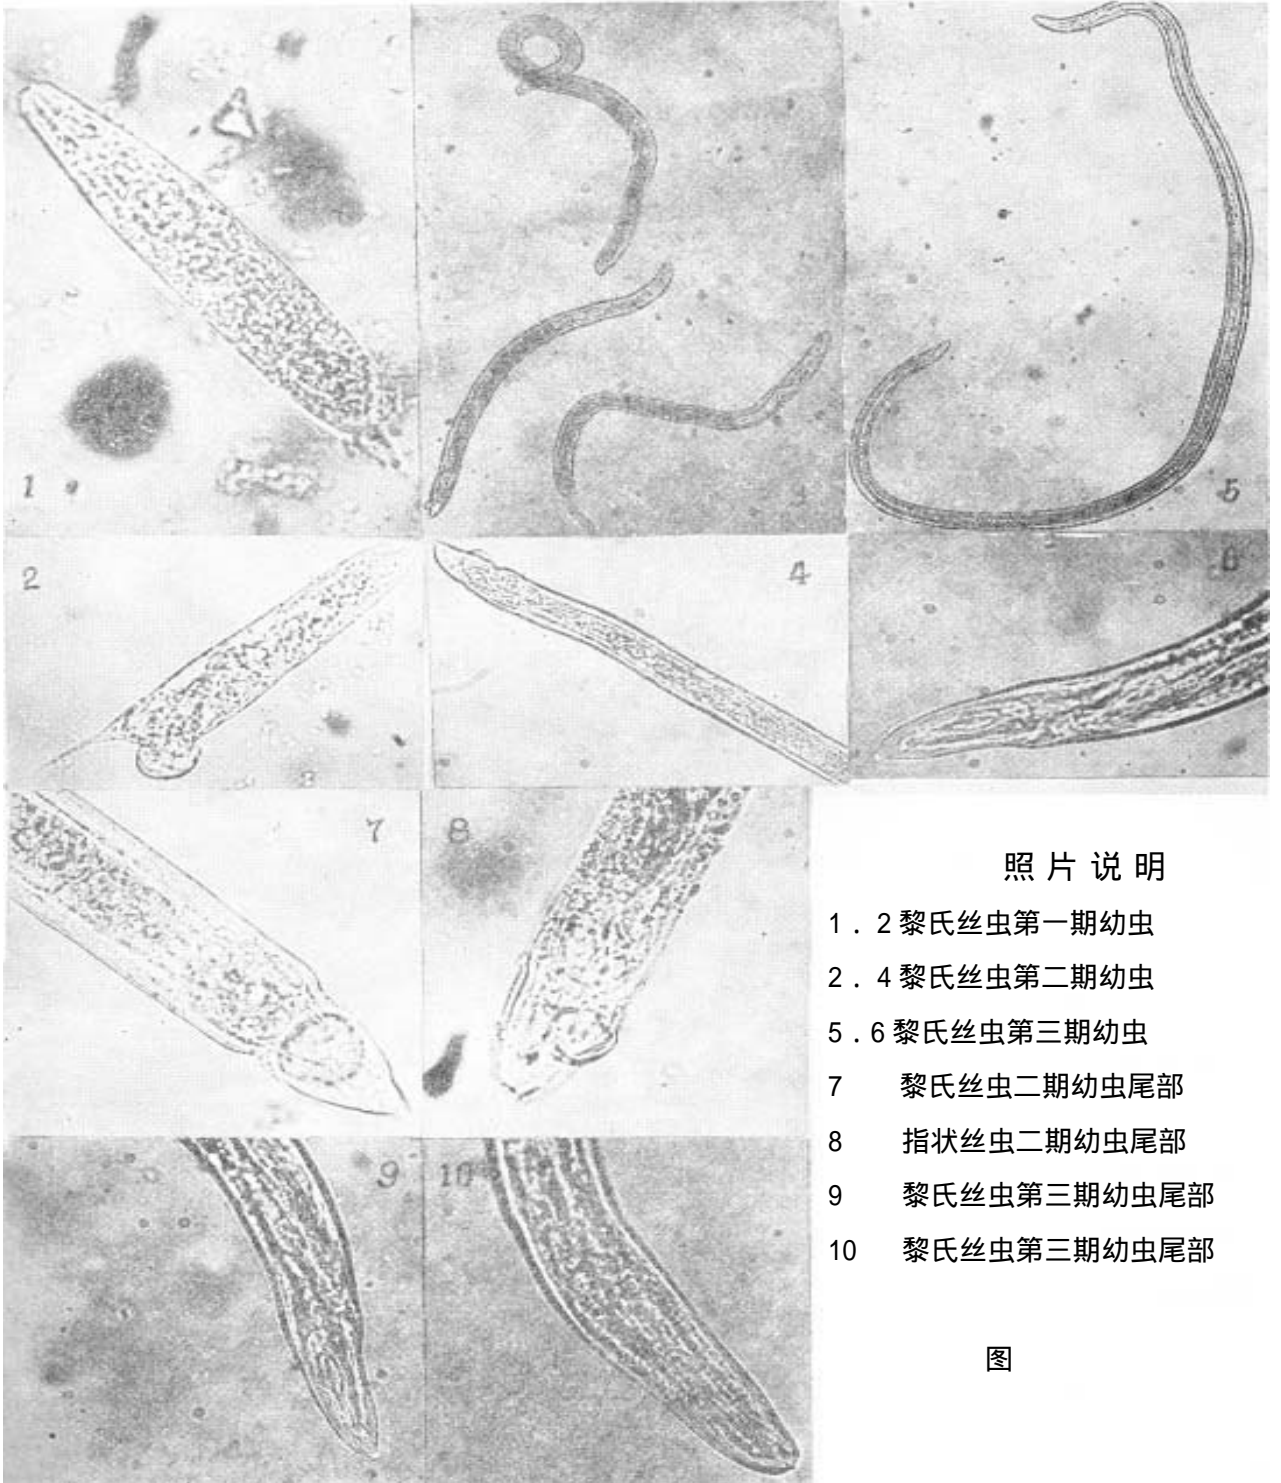 1
5
2
4
6
7
8
9
10
照片说明
1．2黎氏丝虫第一期幼虫
2．4黎氏丝虫第二期幼虫
5．6黎氏丝虫第三期幼虫
7 黎氏丝虫二期幼虫尾部
8 指状丝虫二期幼虫尾部
9 黎氏丝虫第三期幼虫尾部
10 黎氏丝虫第三期幼虫尾部
图